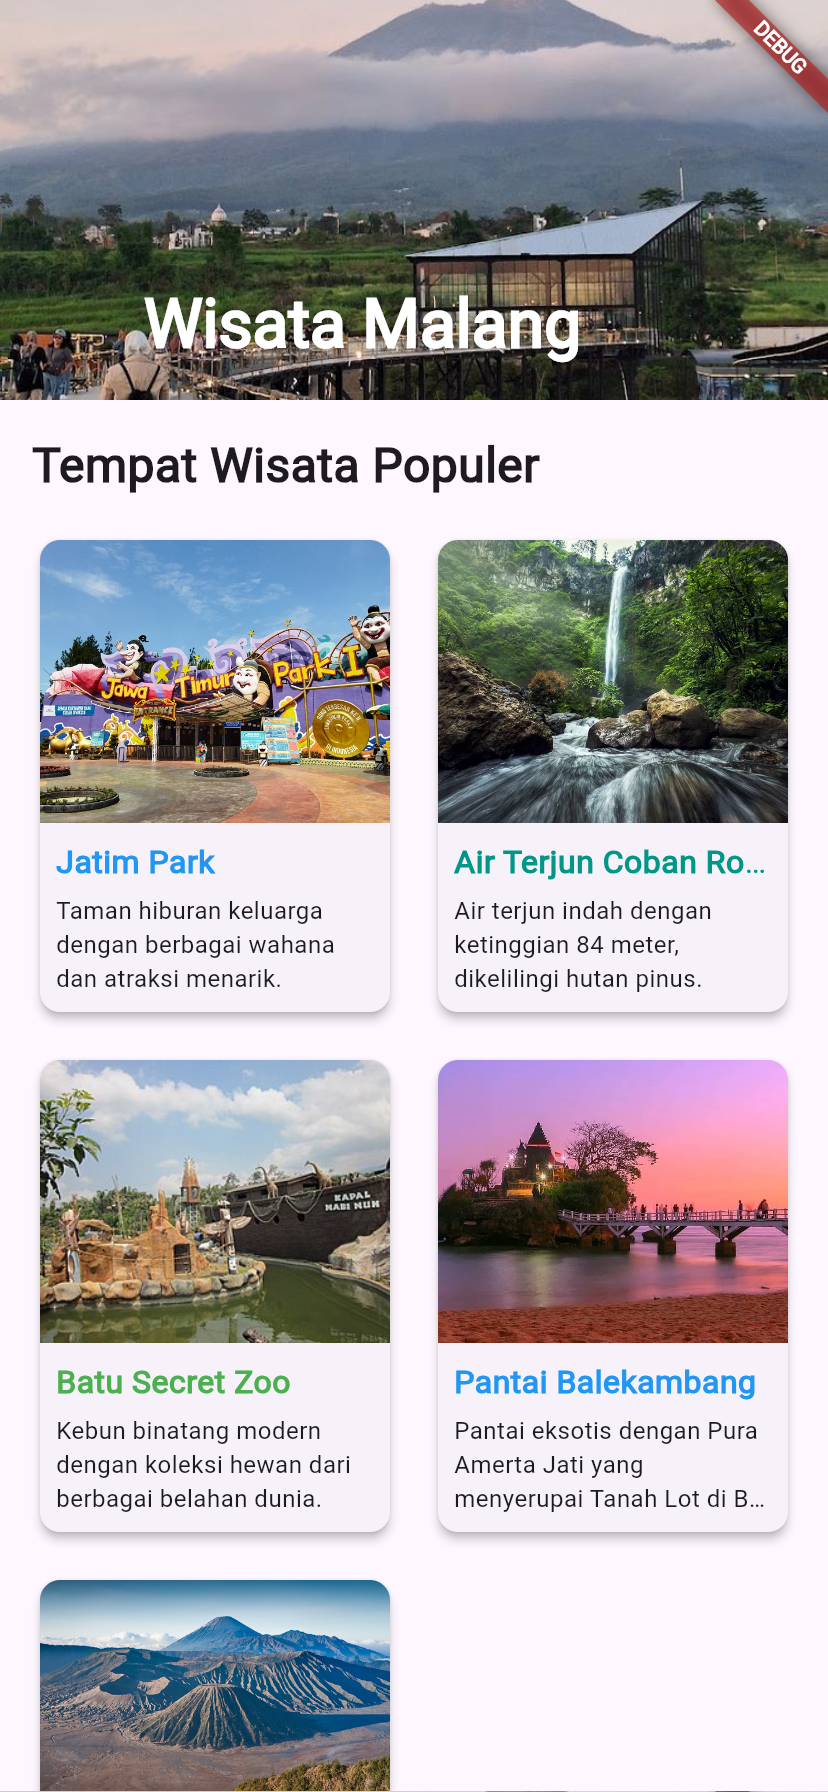 DEBUG
Wisata Malang
Tempat Wisata Populer
Jawa Timur Park I
ENTRANCE
Jatim Park
Taman hiburan keluarga
dengan berbagai wahana
dan atraksi menarik.
Air Terjun Coban Ro...
Air terjun indah dengan
ketinggian 84 meter,
dikelilingi hutan pinus.
KAPAL
NABI NUH
Batu Secret Zoo
Kebun binatang modern
dengan koleksi hewan dari
berbagai belahan dunia.
Pantai Balekambang
Pantai eksotis dengan Pura
Amerta Jati yang
menyerupai Tanah Lot di B...